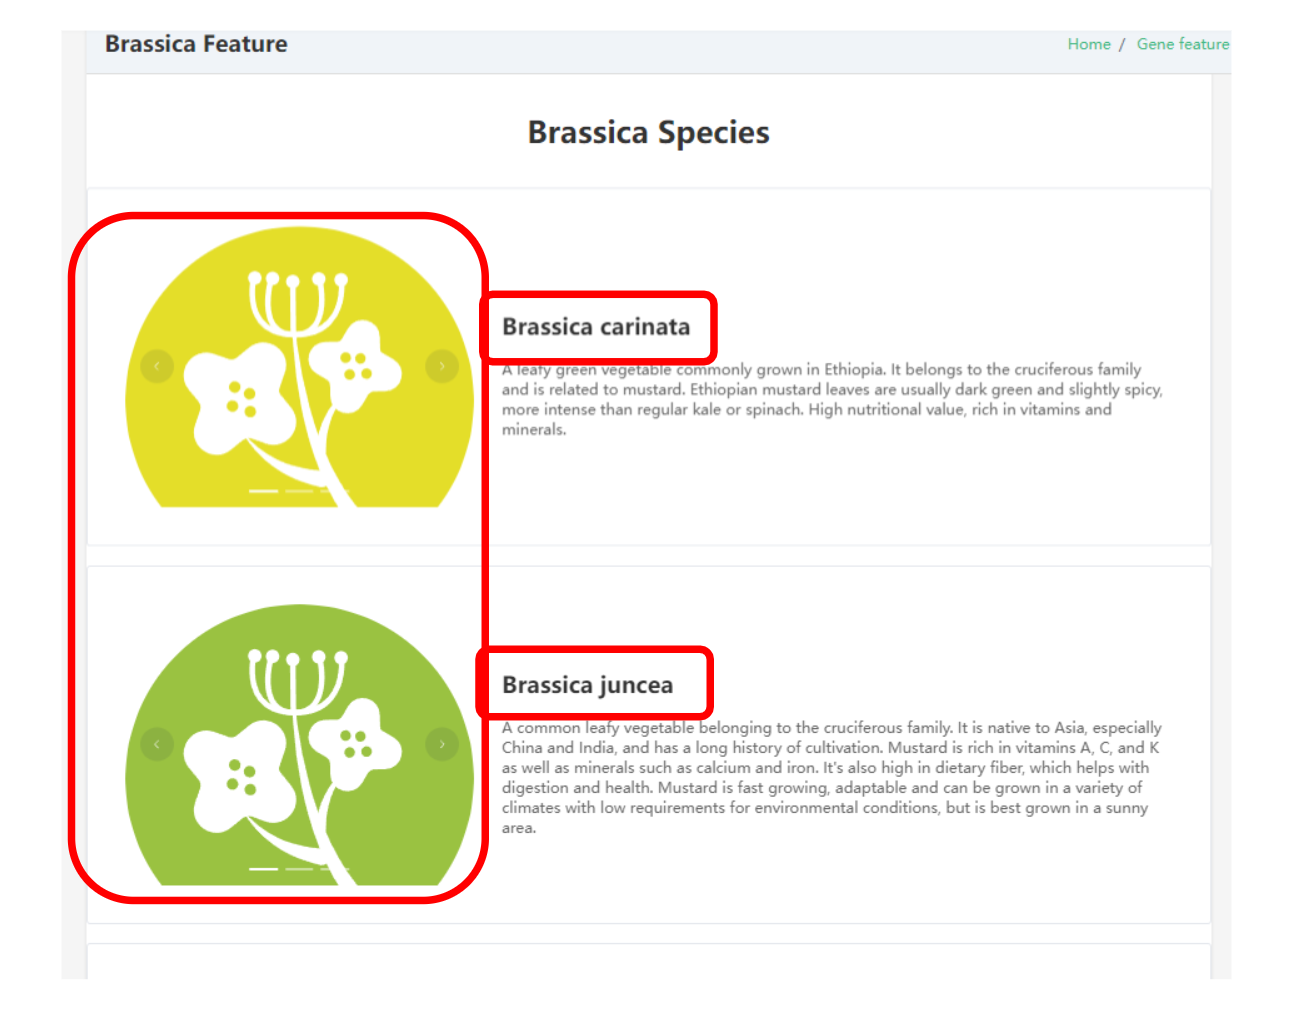 Brassica Feature
Home / Gene feature
Brassica Species
Brassica carinata
A leafy green vegetable commonly grown in Ethiopia. It belongs to the cruciferous family
and is related to mustard. Ethiopian mustard leaves are usually dark green and slightly spicy,
more intense than regular kale or spinach. High nutritional value, rich in vitamins and
minerals.
Brassica juncea
A common leafy vegetable belonging to the cruciferous family. It is native to Asia, especially
China and India, and has a long history of cultivation. Mustard is rich in vitamins A, C, and K
as well as minerals such as calcium and iron. It's also high in dietary fiber, which helps with
digestion and health. Mustard is fast growing, adaptable and can be grown in a variety of
climates with low requirements for environmental conditions, but is best grown in a sunny
area.